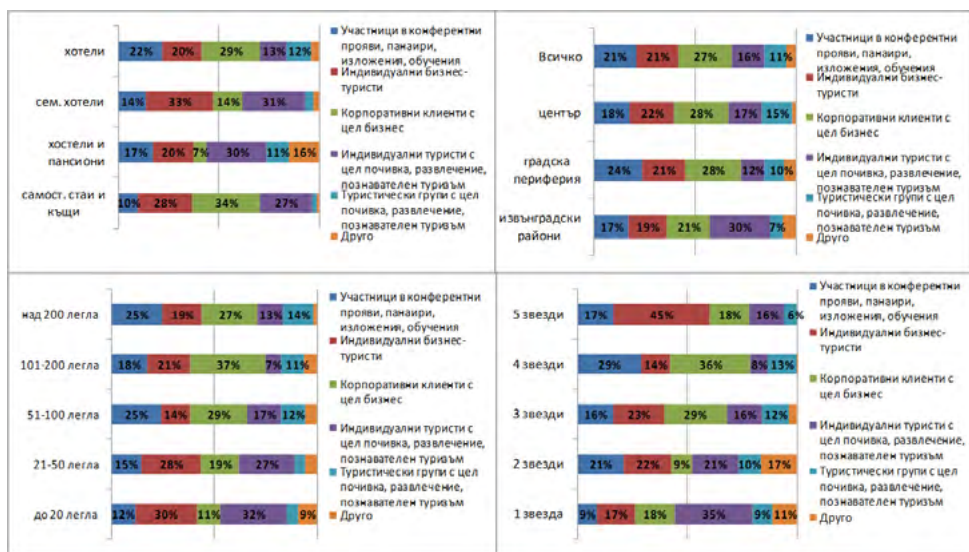 хотели
22% 20% 29% 13% 12%
сем. хотели
14% 33% 14% 31%
хостели и
пансиони
17% 20% 7% 30% 11% 16%
самост. стаи и
къщи
10% 28% 34% 27%
Участници в конферентни
прояви, панаири,
изложения, обучения
Индивидуални бизнес-
туристи
Корпоративни клиенти с
цел бизнес
Индивидуални туристи с
цел почивка, развлечение,
познавателен туризъм
Туристически групи с цел
почивка, развлечение,
познавателен туризъм
Друго
Всичко
21% 21% 27% 16% 11%
център
18% 22% 28% 17% 15%
градска
периферия
24% 21% 28% 12% 10%
извънградски
райони
17% 19% 21% 30% 7%
Участници в конферентни
прояви, панаири,
изложения, обучения
Индивидуални бизнес-
туристи
Корпоративни клиенти с
цел бизнес
Индивидуални туристи с
цел почивка, развлечение,
познавателен туризъм
Туристически групи с цел
почивка, развлечение,
познавателен туризъм
Друго
над 200 легла
25% 19% 27% 13% 14%
101-200 легла
18% 21% 37% 7% 11%
51-100 легла
25% 14% 29% 17% 12%
21-50 легла
15% 28% 19% 27%
до 20 легла
12% 30% 11% 32% 9%
Участници в конферентни
прояви, панаири,
изложения, обучения
Индивидуални бизнес-
туристи
Корпоративни клиенти с
цел бизнес
Индивидуални туристи с
цел почивка, развлечение,
познавателен туризъм
Туристически групи с цел
почивка, развлечение,
познавателен туризъм
Друго
5 звезди
17% 45% 18% 16% 6%
4 звезди
29% 14% 36% 8% 13%
3 звезди
16% 23% 29% 16% 12%
2 звезди
21% 22% 9% 21% 10% 17%
1 звезда
9% 17% 18% 35% 9% 11%
Участници в конферентни
прояви, панаири,
изложения, обучения
Индивидуални бизнес-
туристи
Корпоративни клиенти с
цел бизнес
Индивидуални туристи с
цел почивка, развлечение,
познавателен туризъм
Туристически групи с цел
почивка, развлечение,
познавателен туризъм
Друго